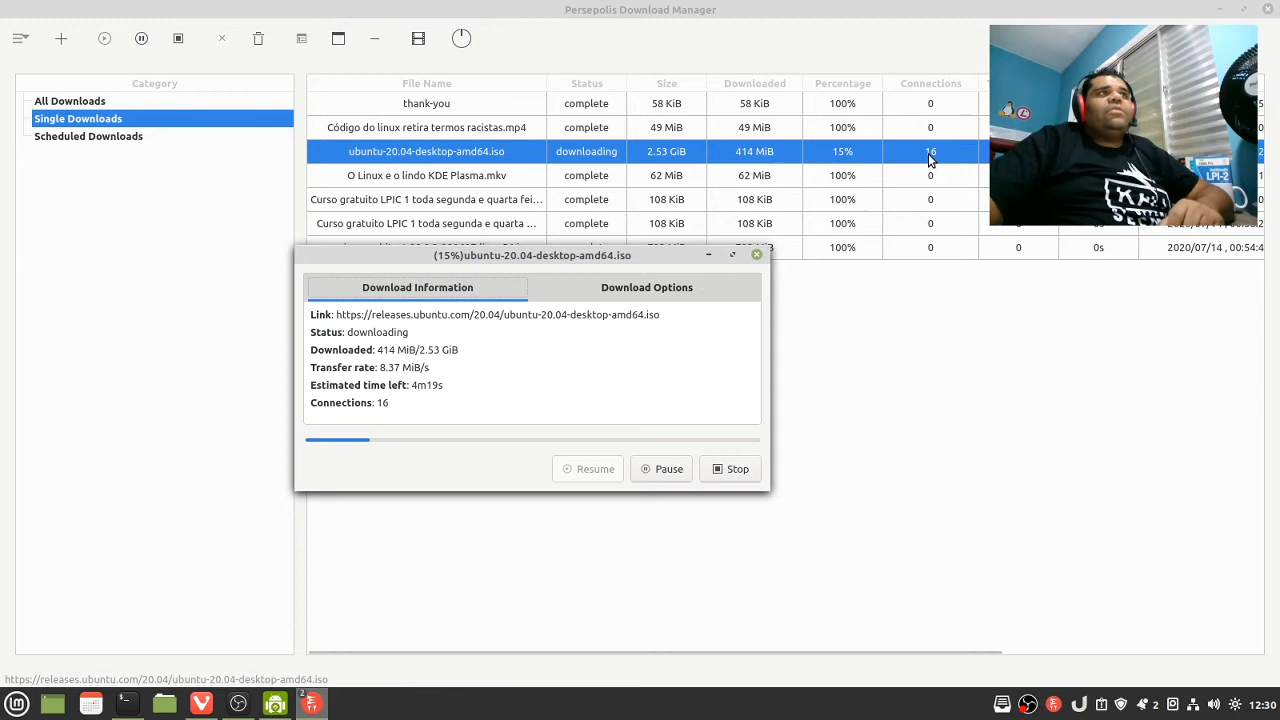 Persepolis Download Manager
Category
All Downloads
Single Downloads
Scheduled Downloads
File Name Status Size Downloaded Percentage Connections
thank-you complete 58 KiB 58 KiB 100% 0
Código do linux retira termos racistas.mp4 complete 49 MiB 49 MiB 100% 0
ubuntu-20.04-desktop-amd64.iso downloading 2.53 GiB 414 MiB 15% 16
O Linux e o lindo KDE Plasma.mkv complete 62 MiB 62 MiB 100% 0
Curso gratuito LPIC 1 toda segunda e quarta fei... complete 108 KiB 108 KiB 100% 0
Curso gratuito LPIC 1 toda segunda e quarta ... complete 108 KiB 108 KiB 100% 0
100% 0 0 0s 2020/07/14 , 00:54:4
(15%)ubuntu-20.04-desktop-amd64.iso
Download Information Download Options
Link: https://releases.ubuntu.com/20.04/ubuntu-20.04-desktop-amd64.iso
Status: downloading
Downloaded: 414 MiB/2.53 GiB
Transfer rate: 8.37 MiB/s
Estimated time left: 4m19s
Connections: 16
Resume Pause Stop
LPI-2
https://releases.ubuntu.com/20.04/ubuntu-20.04-desktop-amd64.iso
2
2 12:30